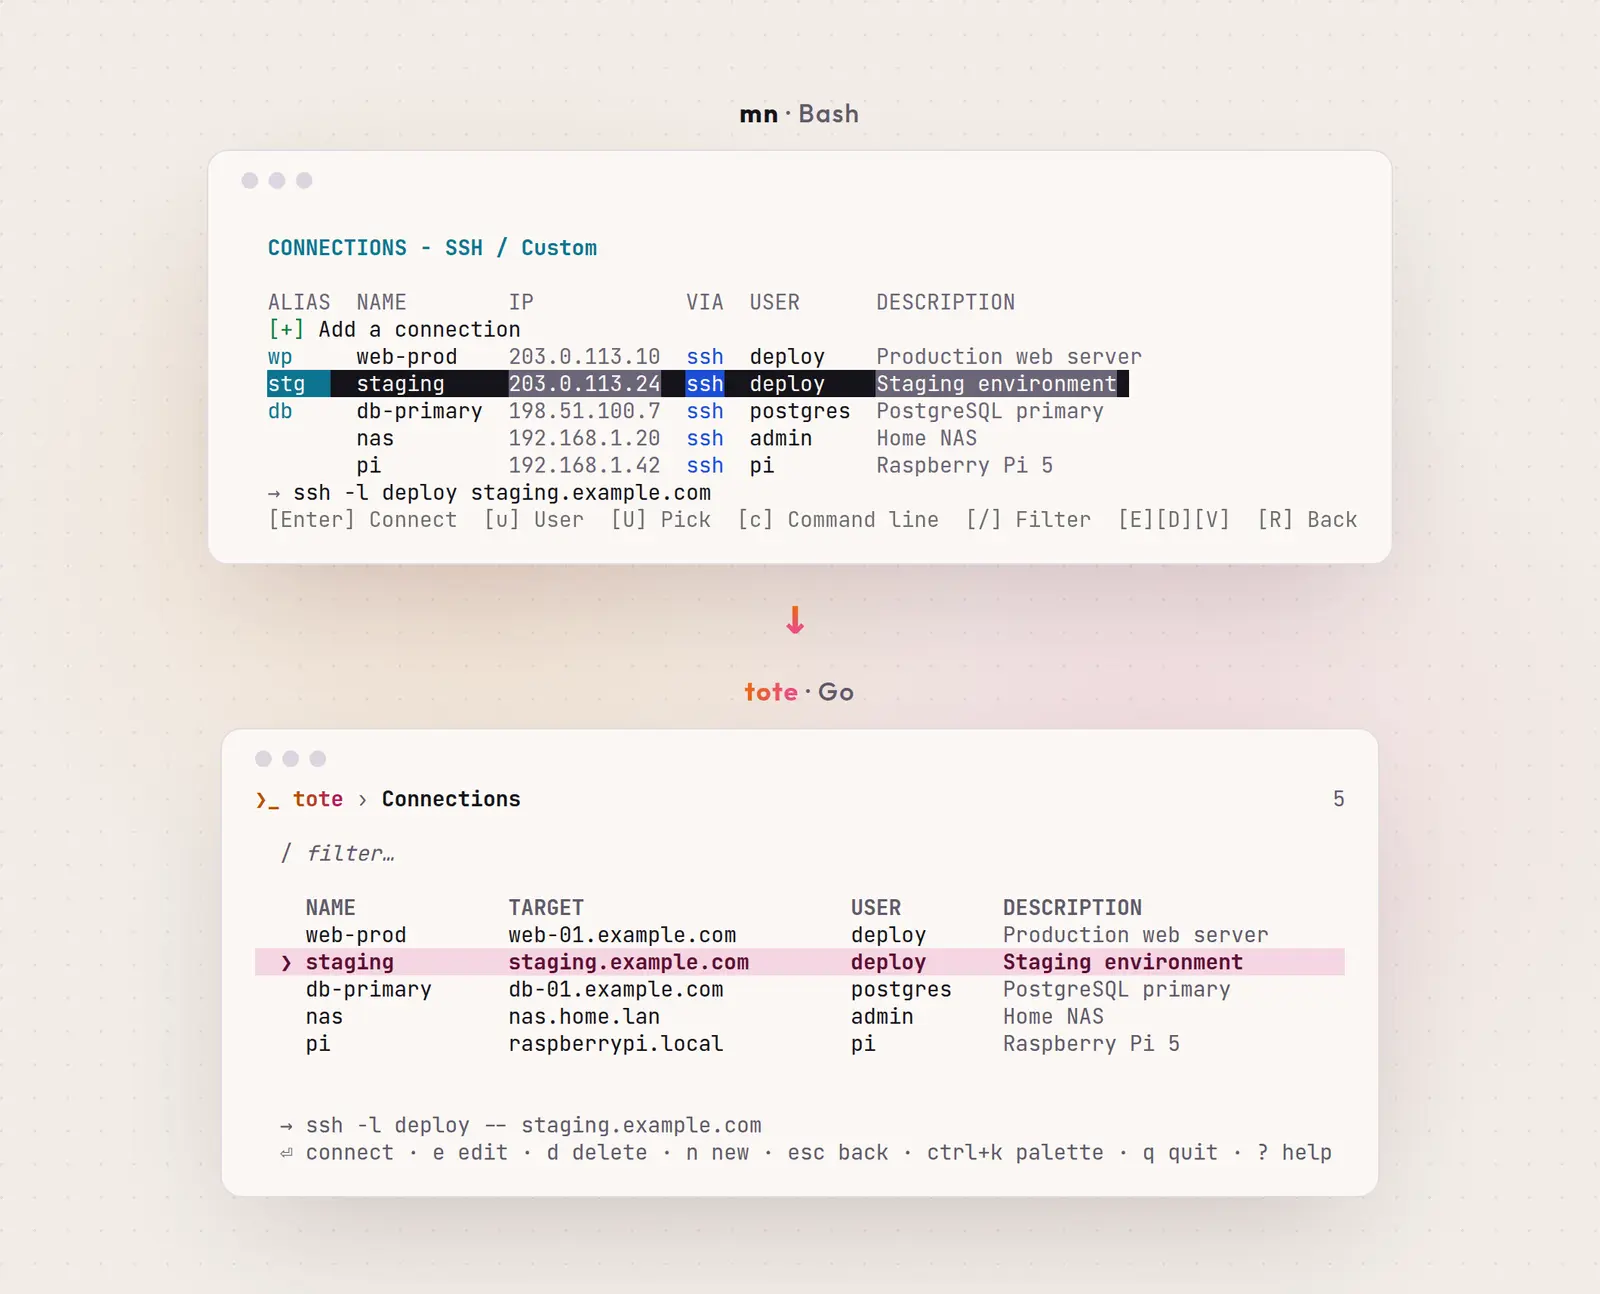 mn · Bash
CONNECTIONS - SSH / Custom
ALIAS NAME IP VIA USER DESCRIPTION
[+] Add a connection
wp web-prod 203.0.113.10 ssh deploy Production web server
stg staging 203.0.113.24 ssh deploy Staging environment
db db-primary 198.51.100.7 ssh postgres PostgreSQL primary
nas 192.168.1.20 ssh admin Home NAS
pi 192.168.1.42 ssh pi Raspberry Pi 5
→ ssh -l deploy staging.example.com
[Enter] Connect [u] User [U] Pick [c] Command line [/] Filter [E][D][V] [R] Back
↓
tote · Go
❯_ tote › Connections 5
/ filter…
NAME TARGET USER DESCRIPTION
web-prod web-01.example.com deploy Production web server
❯ staging staging.example.com deploy Staging environment
db-primary db-01.example.com postgres PostgreSQL primary
nas nas.home.lan admin Home NAS
pi raspberrypi.local pi Raspberry Pi 5
→ ssh -l deploy -- staging.example.com
⏎ connect · e edit · d delete · n new · esc back · ctrl+k palette · q quit · ? help